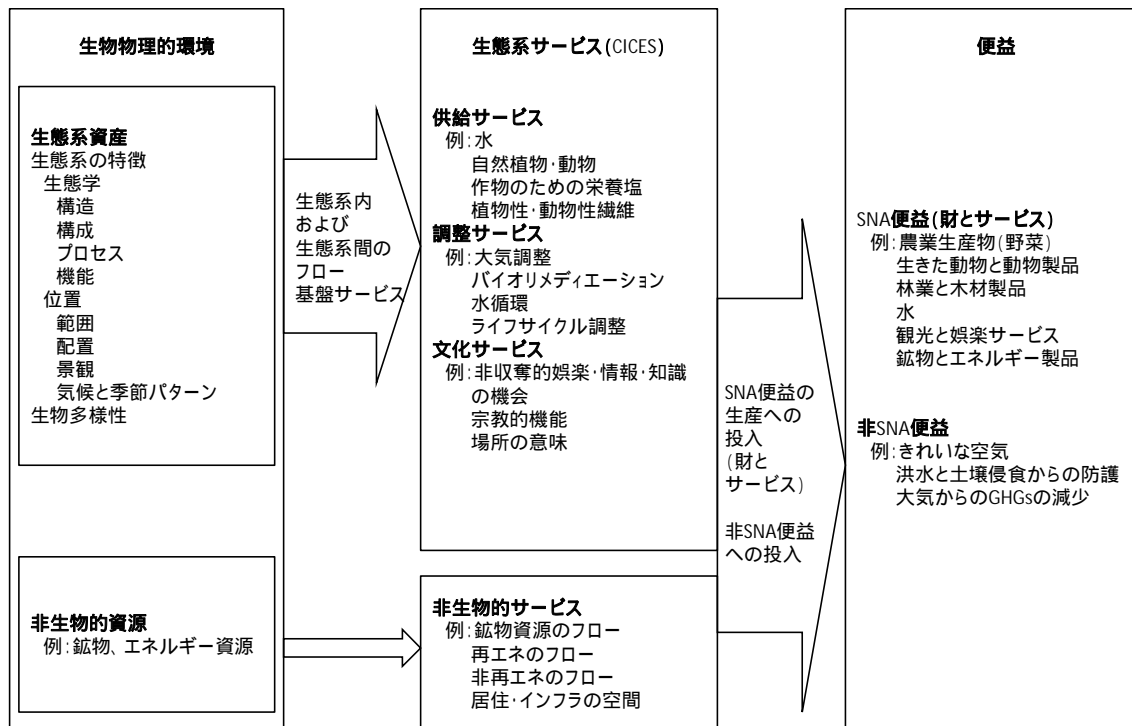 生物物理的環境
生態系資産
生態系の特徴
生態学
構造
構成
プロセス
機能
位置
範囲
配置
景観
気候と季節パターン
生物多様性
非生物的資源
例:鉱物、エネルギー資源
生態系内
および
生態系間の
フロー
基盤サービス
生態系サービス(CICES)
供給サービス
例:水
自然植物・動物
作物のための栄養塩
植物性・動物性繊維
調整サービス
例:大気調整
バイオリメディエーション
水循環
ライフサイクル調整
文化サービス
例:非収奪的娯楽・情報・知識
の機会
宗教的機能
場所の意味
非生物的サービス
例:鉱物資源のフロー
再エネのフロー
非再エネのフロー
居住・インフラの空間
SNA便益の
生産への
投入
(財と
サービス)
非SNA便益
への投入
便益
SNA便益(財とサービス)
例:農業生産物(野菜)
生きた動物と動物製品
林業と木材製品
水
観光と娯楽サービス
鉱物とエネルギー製品
非SNA便益
例:きれいな空気
洪水と土壌侵食からの防護
大気からのGHGsの減少